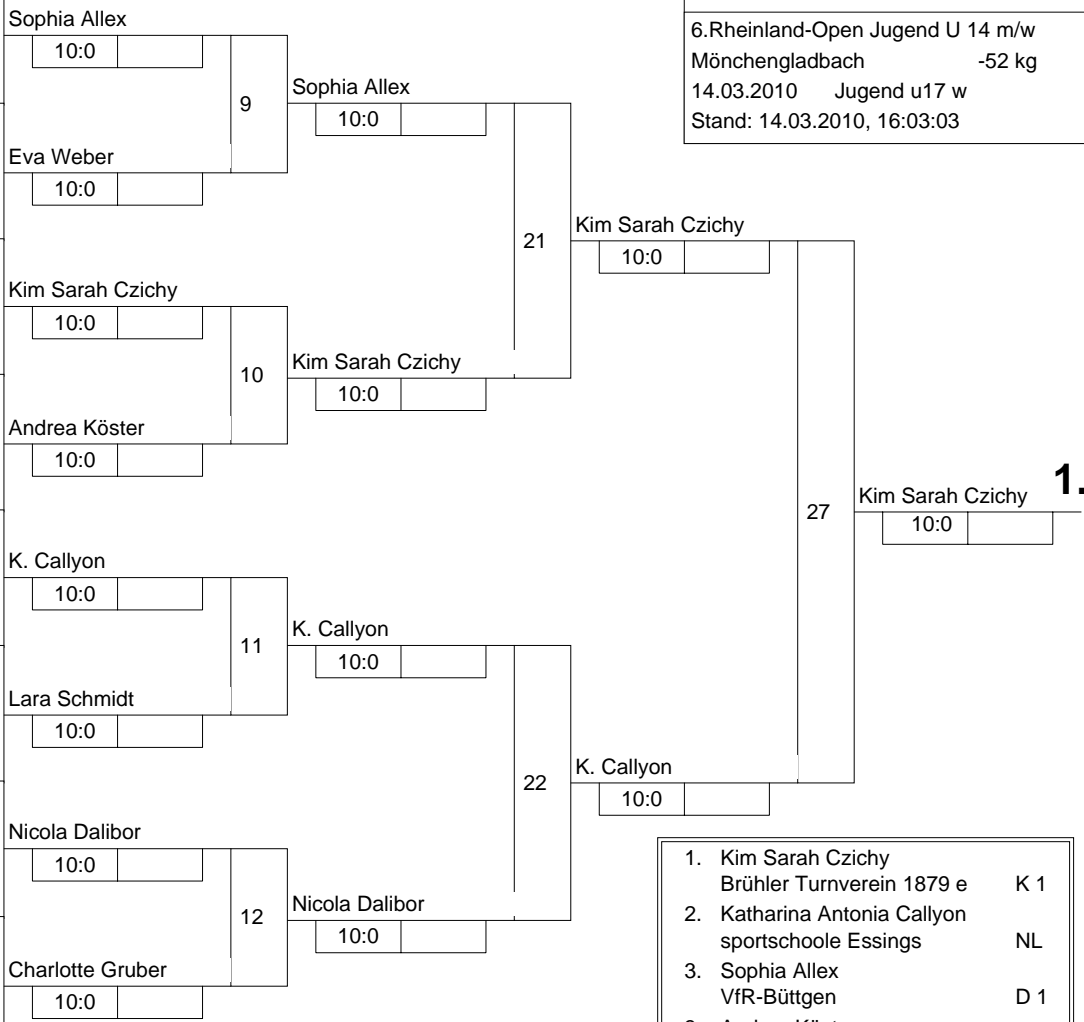 6.Rheinland-Open Jugend U 14 m/w
Mönchengladbach -52 kg
14.03.2010 Jugend u17 w
Stand: 14.03.2010, 16:03:03
Sophia Allex
10:0
9
Eva Weber
10:0
Kim Sarah Czichy
10:0
10
Andrea Köster
10:0
K. Callyon
10:0
11
Lara Schmidt
10:0
Nicola Dalibor
10:0
12
Charlotte Gruber
10:0
Sophia Allex
10:0
21
Kim Sarah Czichy
10:0
K. Callyon
10:0
22
Nicola Dalibor
10:0
Kim Sarah Czichy
10:0
27
K. Callyon
10:0
Kim Sarah Czichy 1.
10:0
1. Kim Sarah Czichy
Brühler Turnverein 1879 e K 1
2. Katharina Antonia Callyon
sportschoole Essings NL
3. Sophia Allex
VfR-Büttgen D 1